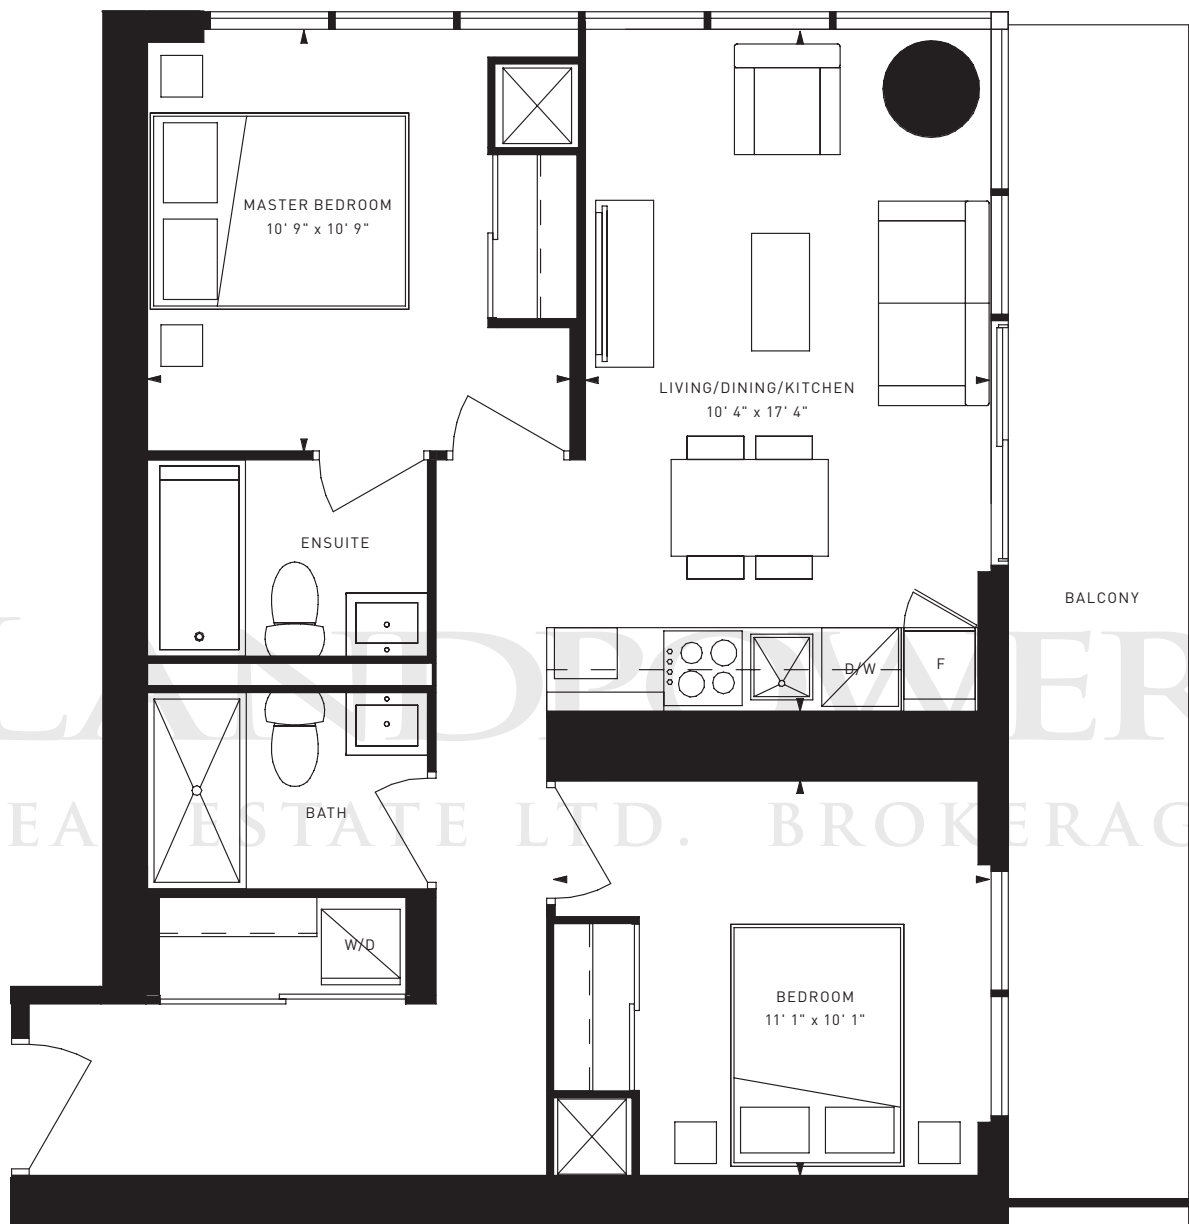 MASTER BEDROOM
10' 9" x 10' 9"
LIVING/DINING/KITCHEN
10' 4" x 17' 4"
ENSUITE
BALCONY
D/W
F
LANDPOWER
BATH
EA ESTATE LTD. BROKERAG
W/D
BEDROOM
11' 1" x 10' 1"